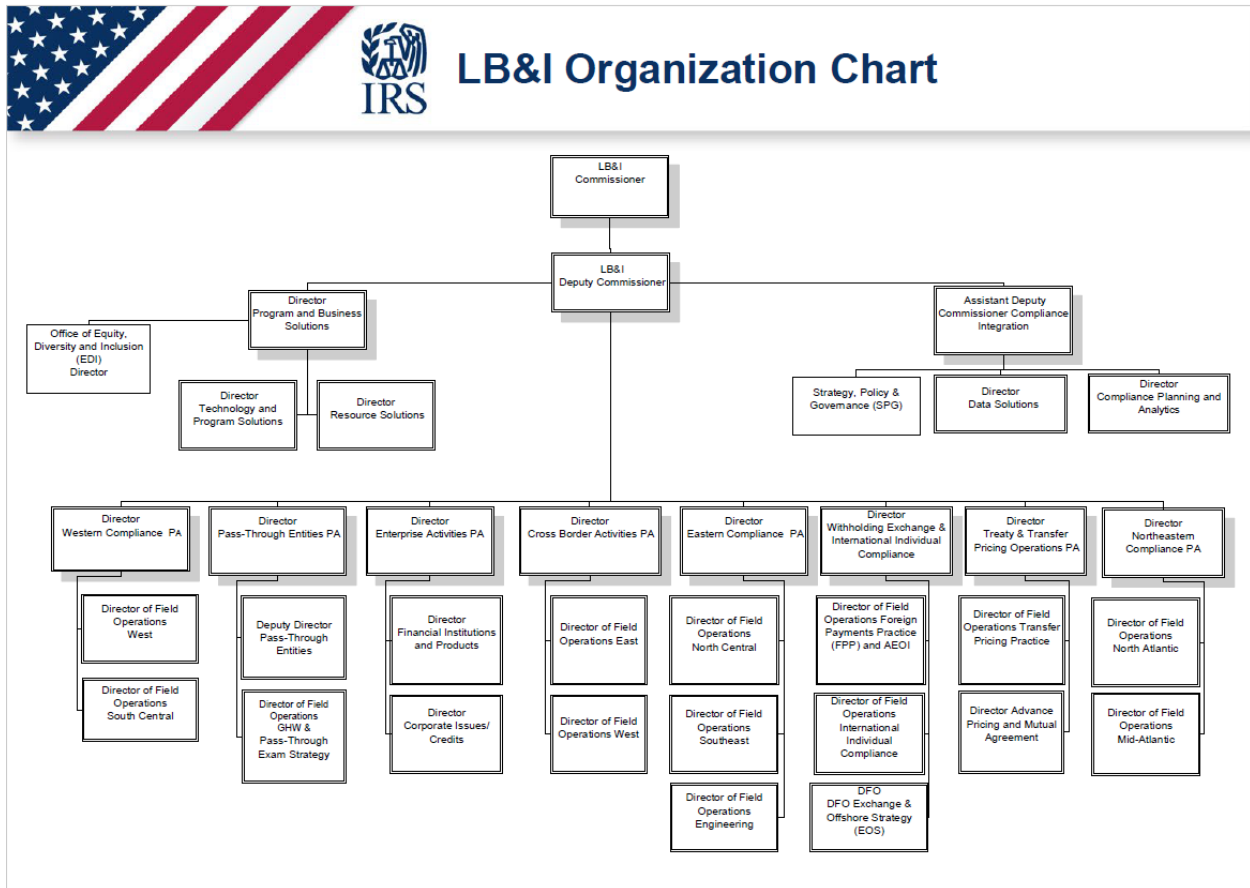 IRS
LB&I Organization Chart
LB&I
Commissioner
LB&I
Deputy Commissioner
Director
Program and Business
Solutions
Assistant Deputy
Commissioner Compliance
Integration
Office of Equity,
Diversity and Inclusion
(EDI)
Director
Director
Technology and
Program Solutions
Director
Resource Solutions
Strategy, Policy &
Governance (SPG)
Director
Data Solutions
Director
Compliance Planning and
Analytics
Director
Western Compliance PA
Director
Pass-Through Entities PA
Director
Enterprise Activities PA
Director
Cross Border Activities PA
Director
Eastern Compliance PA
Director
Withholding Exchange &
International Individual
Compliance
Director
Treaty & Transfer
Pricing Operations PA
Director
Northeastern
Compliance PA
Director of Field
Operations
West
Deputy Director
Pass-Through
Entities
Director
Financial Institutions
and Products
Director of Field
Operations East
Director of Field
Operations
North Central
Director of Field
Operations Foreign
Payments Practice
(FPP) and AEOI
Director of Field
Operations Transfer
Pricing Practice
Director of Field
Operations
North Atlantic
Director of Field
Operations
South Central
Director of Field
Operations
GHW &
Pass-Through
Exam Strategy
Director
Corporate Issues/
Credits
Director of Field
Operations West
Director of Field
Operations
Southeast
Director of Field
Operations
International
Individual
Compliance
Director Advance
Pricing and Mutual
Agreement
Director of Field
Operations
Mid-Atlantic
Director of Field
Operations
Engineering
DFO
DFO Exchange &
Offshore Strategy
(EOS)